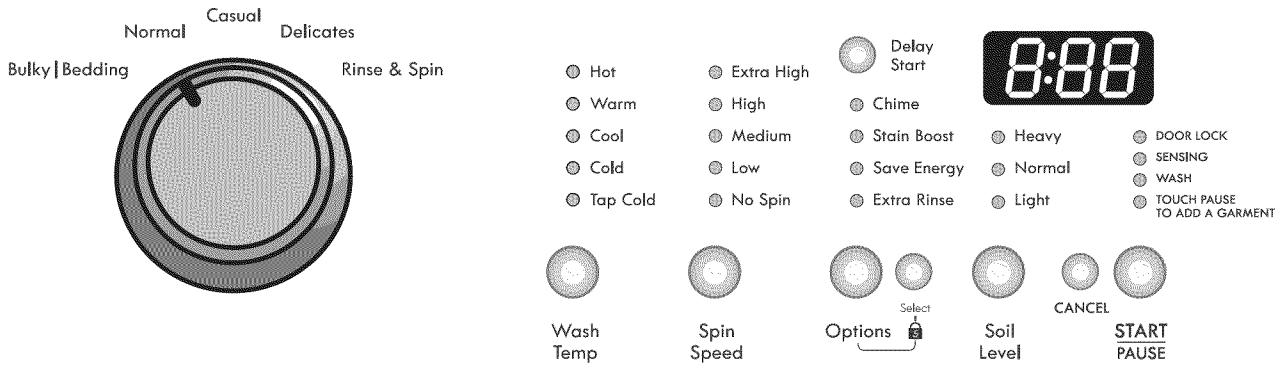 Casual
Normal
Delicates
Bulky|Bedding
Rinse & Spin
Hot
Warm
Cool
Cold
Tap Cold
Wash
Temp
Extra High
High
Medium
Low
No Spin
Spin
Speed
Delay
Start
Chime
Stain Boost
Save Energy
Extra Rinse
Options
Select
8:88
Heavy
Normal
Light
Soil
Level
DOOR LOCK
SENSING
WASH
TOUCH PAUSE
TO ADD A GARMENT
CANCEL
START
PAUSE